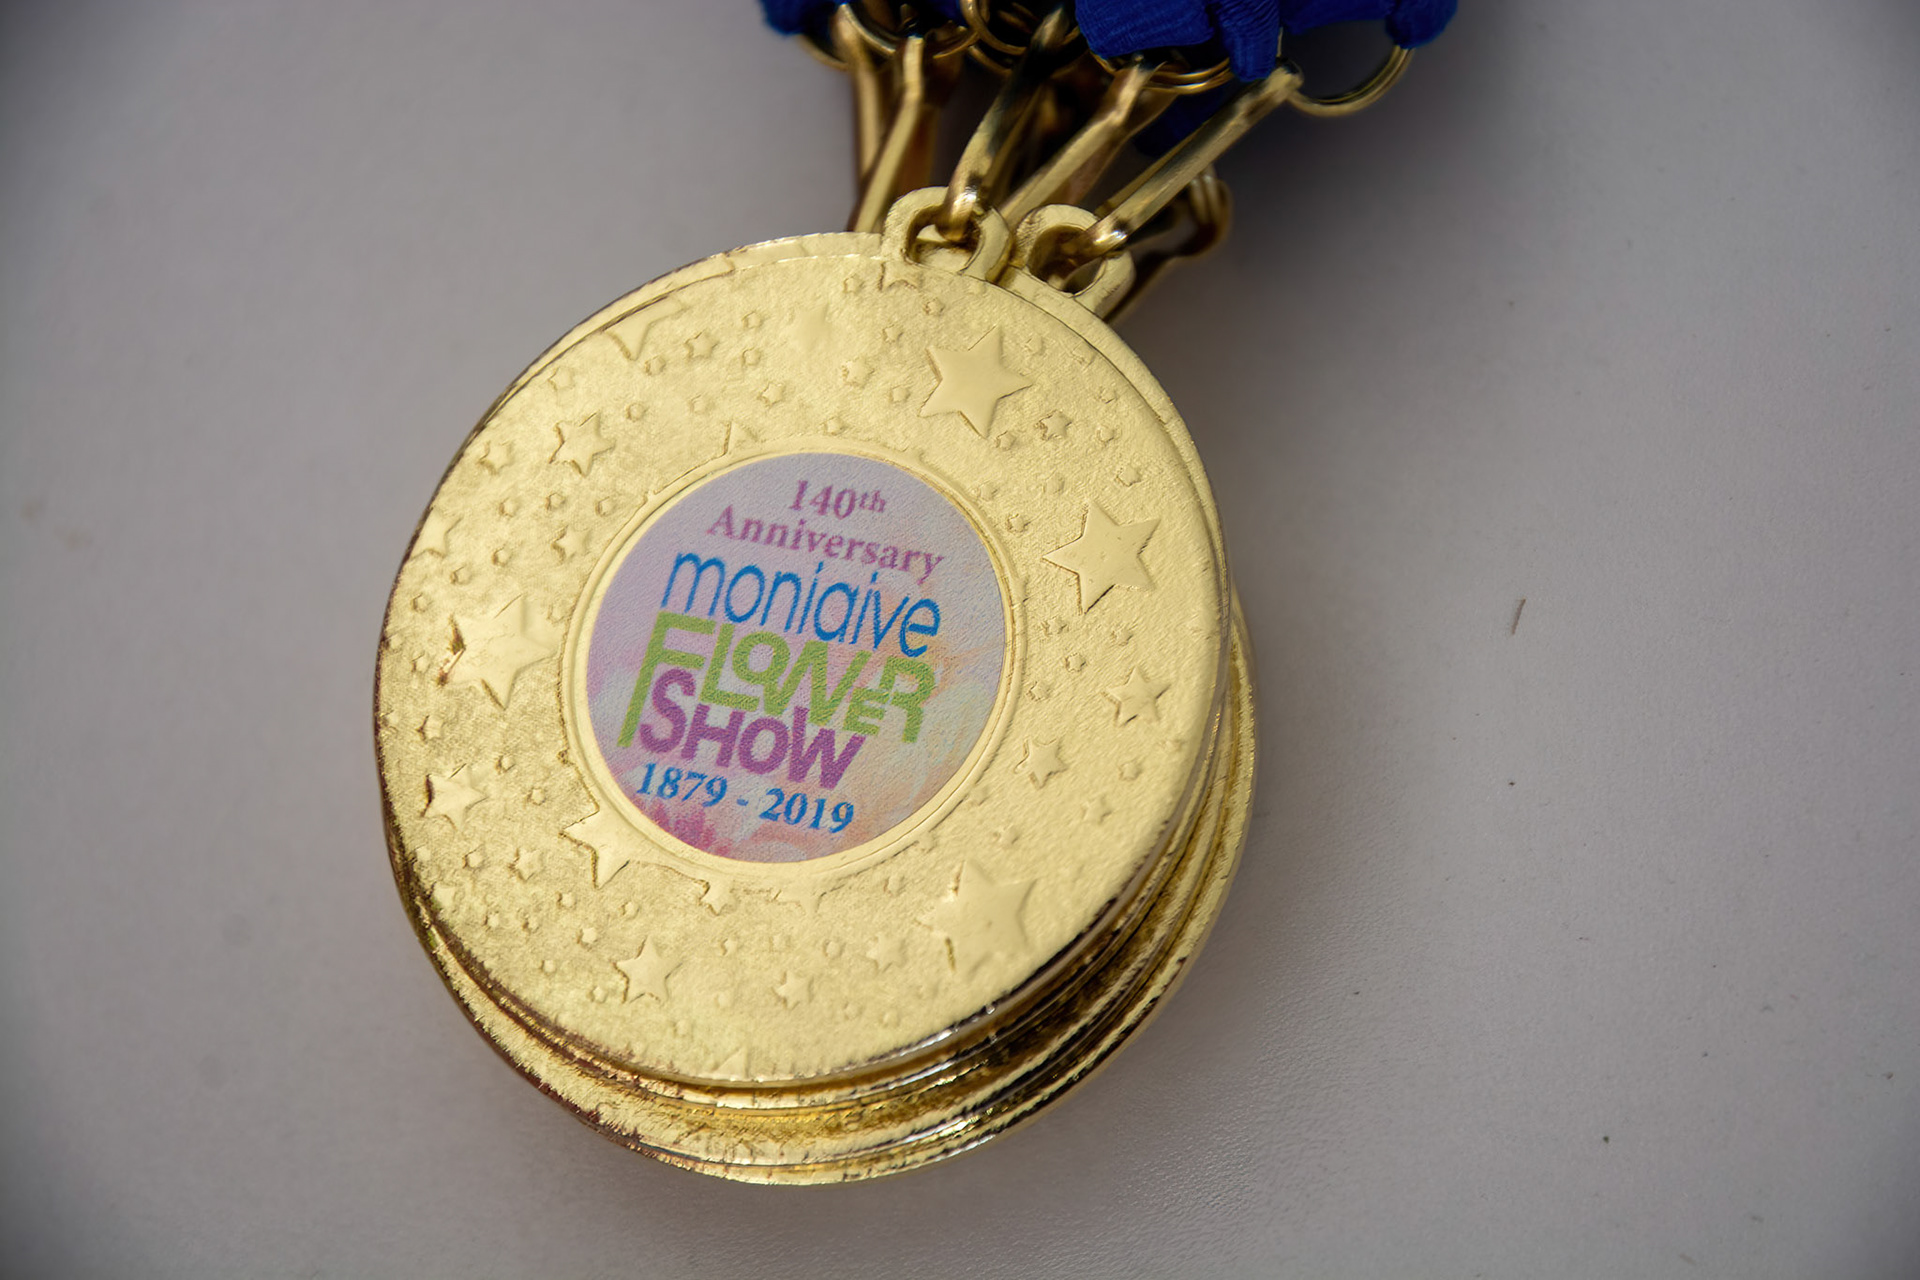 140th
Anniversary
moniaive
FLOWER
SHOW
1879 - 2019